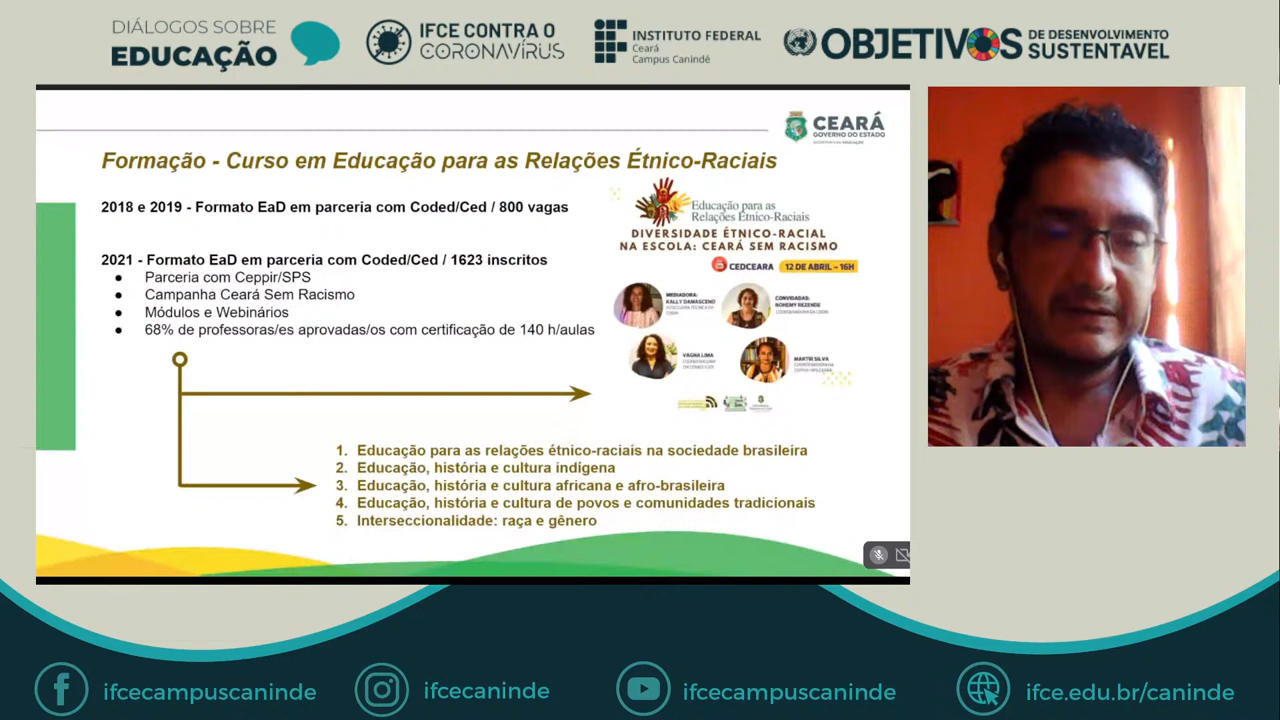 DIÁLOGOS SOBRE
EDUCAÇÃO
IFCE CONTRA O
CORONAVÍRUS
INSTITUTO FEDERAL
Ceará
Campus Canindé
OBJETIVOS
DE DESENVOLVIMENTO
SUSTENTAVEL
CEARÁ
GOVERNO DO ESTADO
Formação - Curso em Educação para as Relações Étnico-Raciais
2018 e 2019 - Formato EaD em parceria com Coded/Ced / 800 vagas
2021 - Formato EaD em parceria com Coded/Ced / 1623 inscritos
● Parceria com Ceppir/SPS
● Campanha Ceará Sem Racismo
● Módulos e Webinários
● 68% de professoras/es aprovadas/os com certificação de 140 h/aulas
Educação para as
Relações Étnico-Raciais
DIVERSIDADE ÉTNICO-RACIAL
NA ESCOLA: CEARÁ SEM RACISMO
CEDCEARA
12 DE ABRIL – 16H
MEDIADORA:
KALLY DAMASCENO
CONVIDADAS:
NOHEMY REZENDE
VAGNA LIMA
MARTÍR SILVA
1. Educação para as relações étnico-raciais na sociedade brasileira
2. Educação, história e cultura indígena
3. Educação, história e cultura africana e afro-brasileira
4. Educação, história e cultura de povos e comunidades tradicionais
5. Interseccionalidade: raça e gênero
ifcecampuscaninde
ifcecaninde
ifcecampuscaninde
ifce.edu.br/caninde